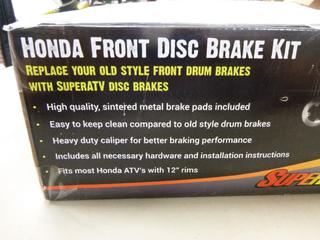 HONDA FRONT DISC BRAKE KIT
REPLACE YOUR OLD STYLE FRONT DRUM BRAKES
WITH SUPERATV DISC BRAKES
• High quality, sintered metal brake pads included
• Easy to keep clean compared to old style drum brakes
• Heavy duty caliper for better braking performance
• Includes all necessary hardware and installation instructions
• Fits most Honda ATV's with 12" rims